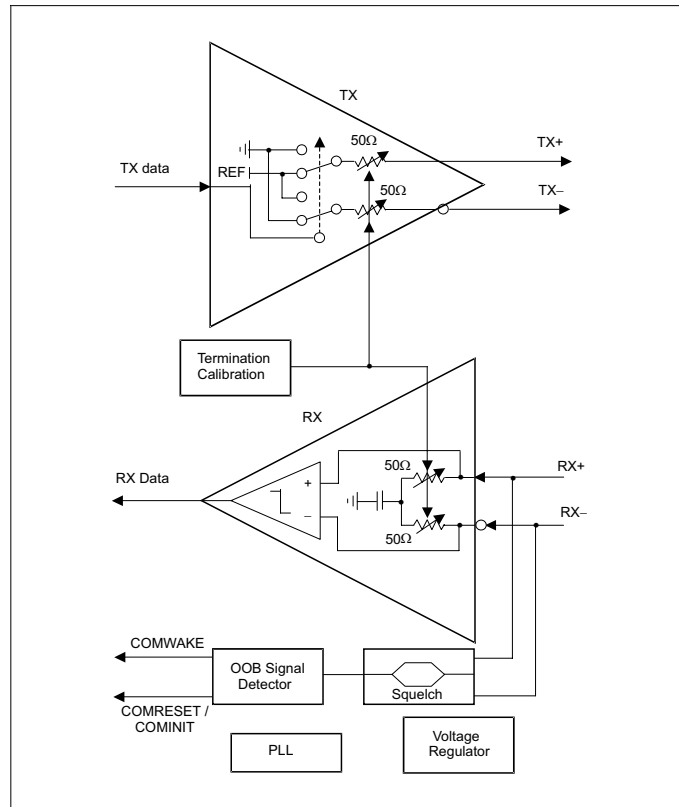 TX
50Ω
TX+
TX data
REF
50Ω
TX–
Termination
Calibration
RX
50Ω
RX+
RX Data
+
–
RX–
50Ω
COMWAKE
OOB Signal
Detector
Squelch
COMRESET /
COMINIT
PLL
Voltage
Regulator